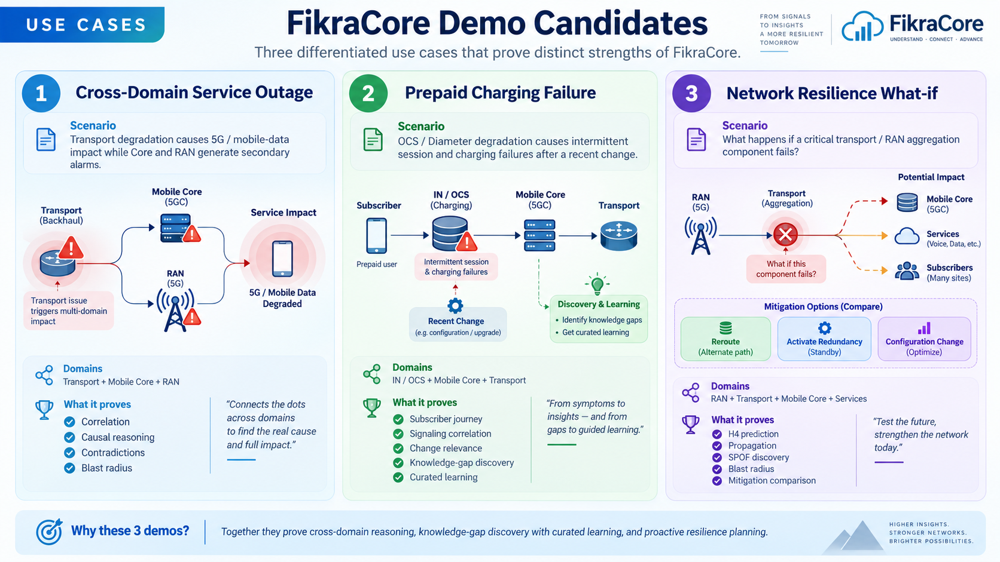 USE CASES
FikraCore Demo Candidates
Three differentiated use cases that prove distinct strengths of FikraCore.
FROM SIGNALS
TO INSIGHTS
A MORE RESILIENT
TOMORROW
FikraCore
UNDERSTAND · CONNECT · ADVANCE
1
Cross-Domain Service Outage
Scenario
Transport degradation causes 5G / mobile-data
impact while Core and RAN generate secondary
alarms.
Transport
(Backhaul)
Mobile Core
(5GC)
RAN
(5G)
Service Impact
5G / Mobile Data
Degraded
Transport issue
triggers multi-domain
impact
Domains
Transport + Mobile Core + RAN
What it proves
Correlation
Causal reasoning
Contradictions
Blast radius
“Connects the dots
across domains
to find the real cause
and full impact.”
2
Prepaid Charging Failure
Scenario
OCS / Diameter degradation causes intermittent
session and charging failures after a recent change.
Subscriber
Prepaid user
IN / OCS
(Charging)
Mobile Core
(5GC)
Transport
Intermittent session
& charging failures
Recent Change
(e.g. configuration / upgrade)
Discovery & Learning
• Identify knowledge gaps
• Get curated learning
Domains
IN / OCS + Mobile Core + Transport
What it proves
Subscriber journey
Signaling correlation
Change relevance
Knowledge-gap discovery
Curated learning
“From symptoms to
insights — and from
gaps to guided learning.”
3
Network Resilience What-if
Scenario
What happens if a critical transport / RAN aggregation
component fails?
RAN
(5G)
Transport
(Aggregation)
What if this
component fails?
Potential Impact
Mobile Core
(5GC)
Services
(Voice, Data, etc.)
Subscribers
(Many sites)
Mitigation Options (Compare)
Reroute
(Alternate path)
Activate Redundancy
(Standby)
Configuration Change
(Optimize)
Domains
RAN + Transport + Mobile Core + Services
What it proves
H4 prediction
Propagation
SPOF discovery
Blast radius
Mitigation comparison
“Test the future,
strengthen the network
today.”
Why these 3 demos?
Together they prove cross-domain reasoning, knowledge-gap discovery with curated learning, and proactive resilience planning.
HIGHER INSIGHTS.
STRONGER NETWORKS.
BRIGHTER POSSIBILITIES.